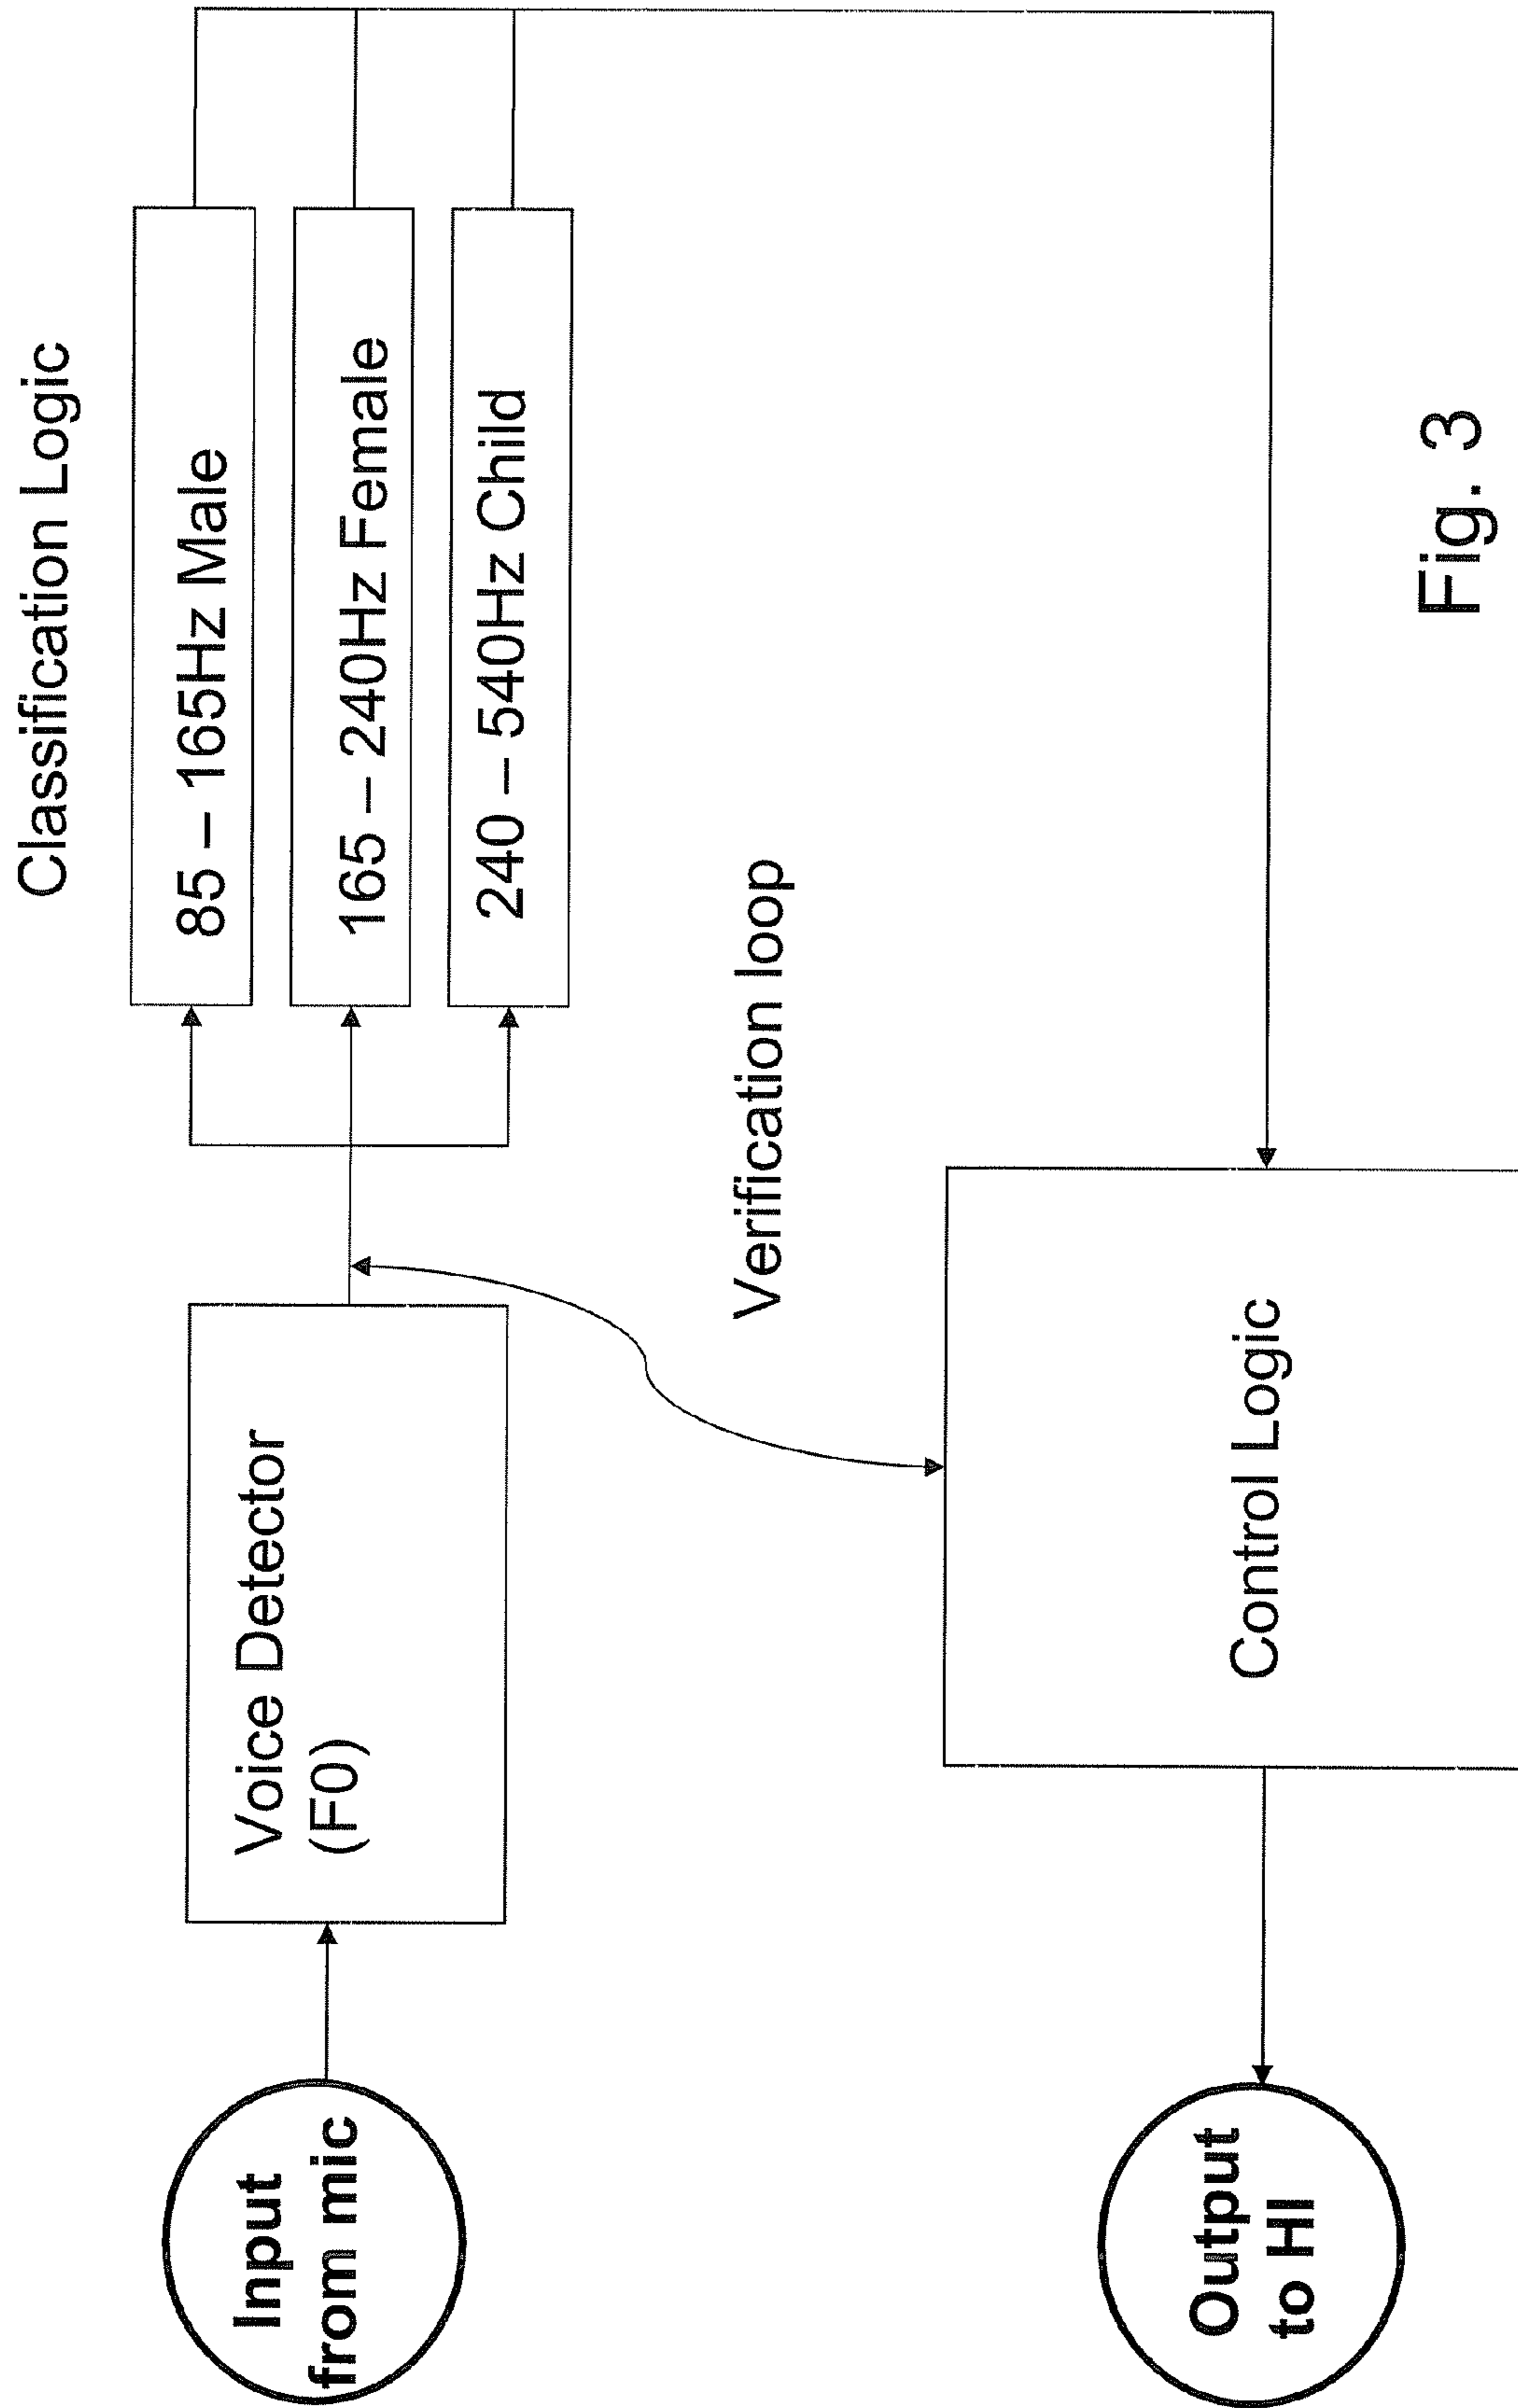 Classification Logic
Input
from mic
Voice Detector
(F0)
85 – 165Hz Male
165 – 240Hz Female
240 – 540Hz Child
Verification loop
Output
to HI
Control Logic
Fig. 3